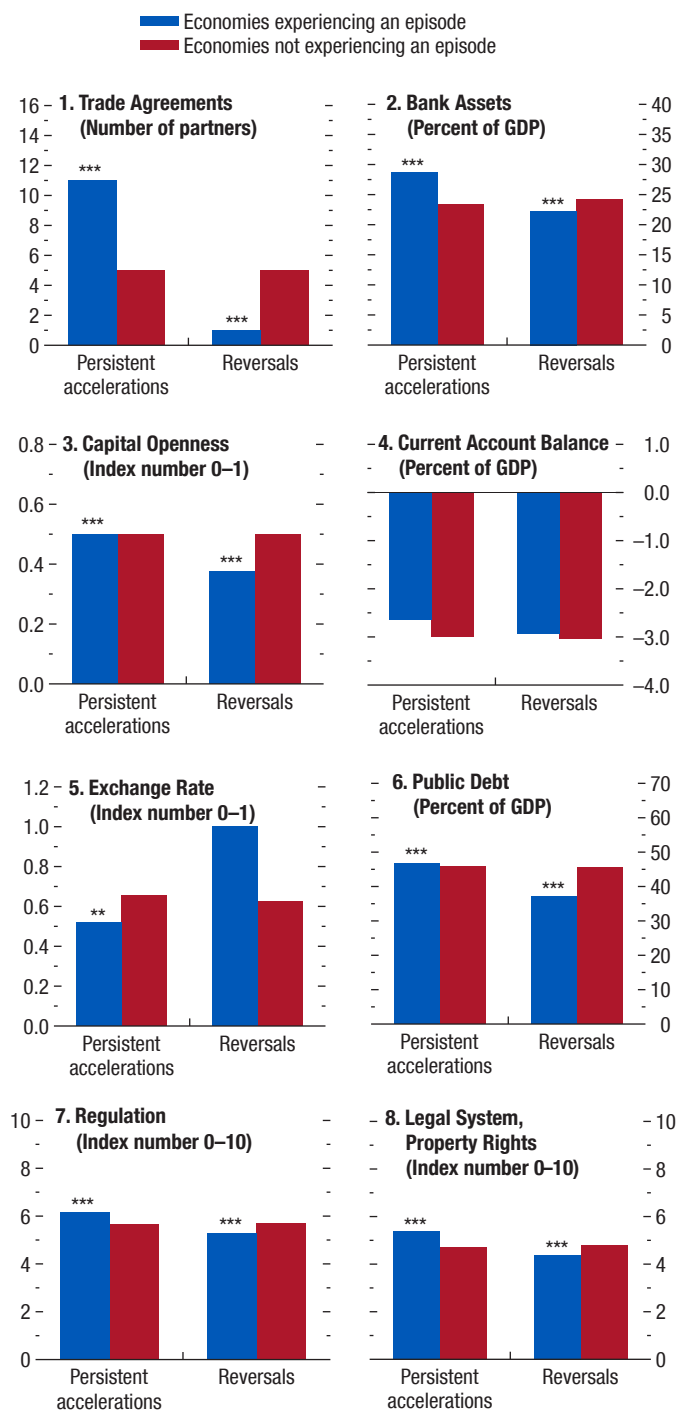 Economies experiencing an episode
Economies not experiencing an episode
1. Trade Agreements
(Number of partners)
16
14
12
10
8
6
4
2
0
***
***
Persistent
accelerations
Reversals
2. Bank Assets
(Percent of GDP)
40
35
30
25
20
15
10
5
0
***
***
Persistent
accelerations
Reversals
3. Capital Openness
(Index number 0–1)
0.8
0.6
0.4
0.2
0.0
***
***
Persistent
accelerations
Reversals
4. Current Account Balance
(Percent of GDP)
1.0
0.0
–1.0
–2.0
–3.0
–4.0
Persistent
accelerations
Reversals
5. Exchange Rate
(Index number 0–1)
1.2
1.0
0.8
0.6
0.4
0.2
0.0
**
Persistent
accelerations
Reversals
6. Public Debt
(Percent of GDP)
70
60
50
40
30
20
10
0
***
***
Persistent
accelerations
Reversals
7. Regulation
(Index number 0–10)
10
8
6
4
2
0
***
***
Persistent
accelerations
Reversals
8. Legal System,
Property Rights
(Index number 0–10)
10
8
6
4
2
0
***
***
Persistent
accelerations
Reversals